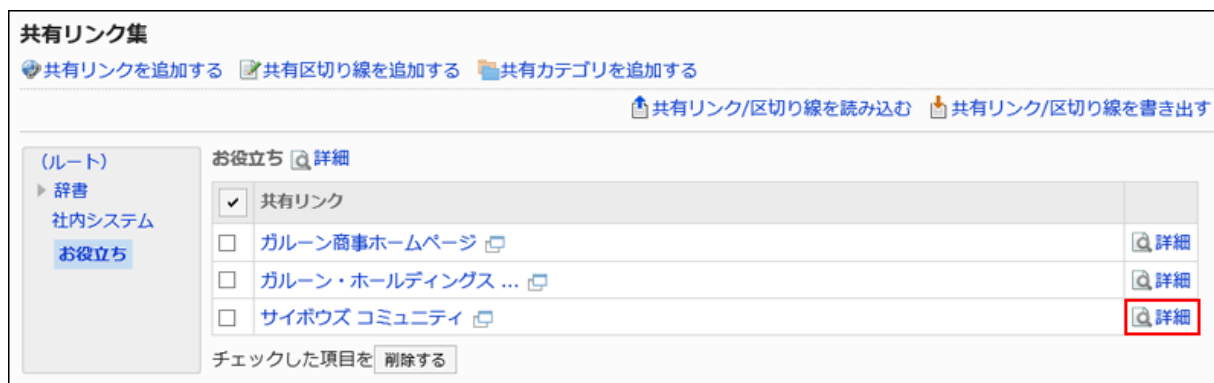 共有リンク集
共有リンクを追加する 共有区切り線を追加する 共有カテゴリを追加する
共有リンク/区切り線を読み込む 共有リンク/区切り線を書き出す
(ルート)
辞書
社内システム
お役立ち
お役立ち 詳細
共有リンク
ガルーン商事ホームページ 詳細
ガルーン・ホールディングス ... 詳細
サイボウズ コミュニティ 詳細
チェックした項目を 削除する